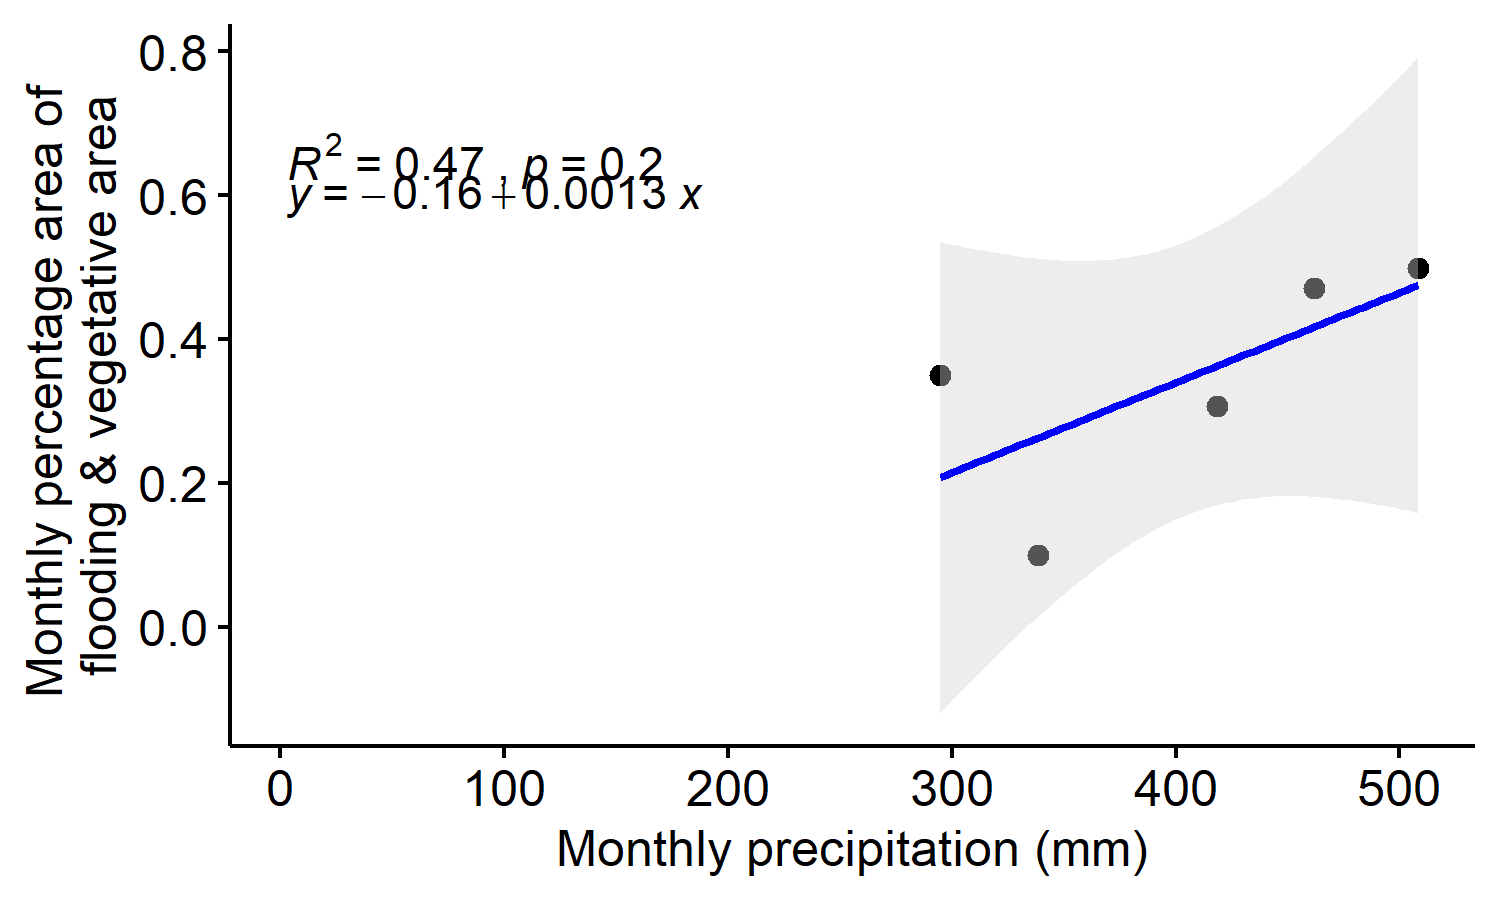 Monthly percentage area of
flooding & vegetative area
0.8
0.6
0.4
0.2
0.0
R² = 0.47 , p = 0.2
y = −0.16 + 0.0013 x
0 100 200 300 400 500
Monthly precipitation (mm)